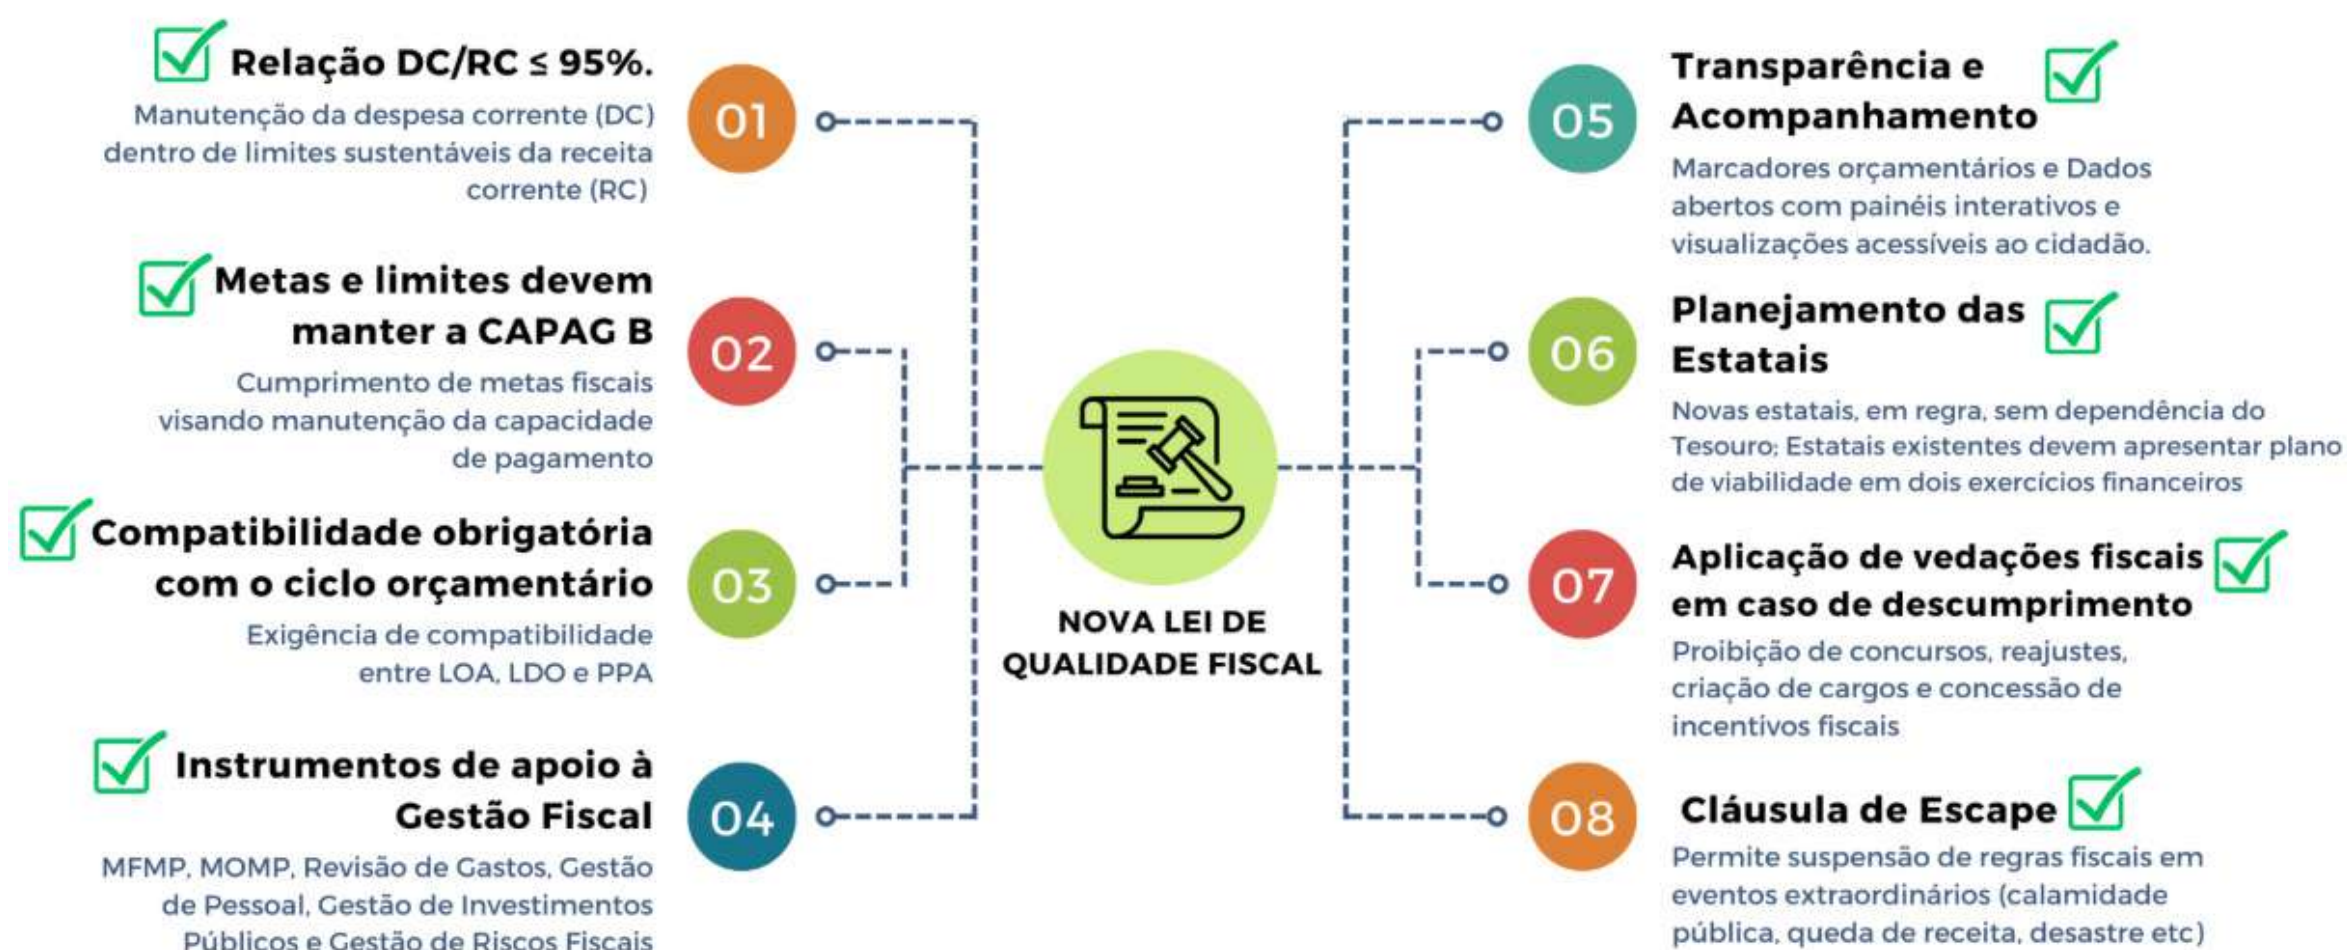 Relação DC/RC ≤ 95%.
Manutenção da despesa corrente (DC)
dentro de limites sustentáveis da receita
corrente (RC)
01
Metas e limites devem
manter a CAPAG B
Cumprimento de metas fiscais
visando manutenção da capacidade
de pagamento
02
Compatibilidade obrigatória
com o ciclo orçamentário
Exigência de compatibilidade
entre LOA, LDO e PPA
03
Instrumentos de apoio à
Gestão Fiscal
MFMP, MOMP, Revisão de Gastos, Gestão
de Pessoal, Gestão de Investimentos
Públicos e Gestão de Riscos Fiscais
04
NOVA LEI DE
QUALIDADE FISCAL
05
Transparência e
Acompanhamento
Marcadores orçamentários e Dados
abertos com painéis interativos e
visualizações acessíveis ao cidadão.
06
Planejamento das
Estatais
Novas estatais, em regra, sem dependência do
Tesouro; Estatais existentes devem apresentar plano
de viabilidade em dois exercícios financeiros
07
Aplicação de vedações fiscais
em caso de descumprimento
Proibição de concursos, reajustes,
criação de cargos e concessão de
incentivos fiscais
08
Cláusula de Escape
Permite suspensão de regras fiscais em
eventos extraordinários (calamidade
pública, queda de receita, desastre etc)